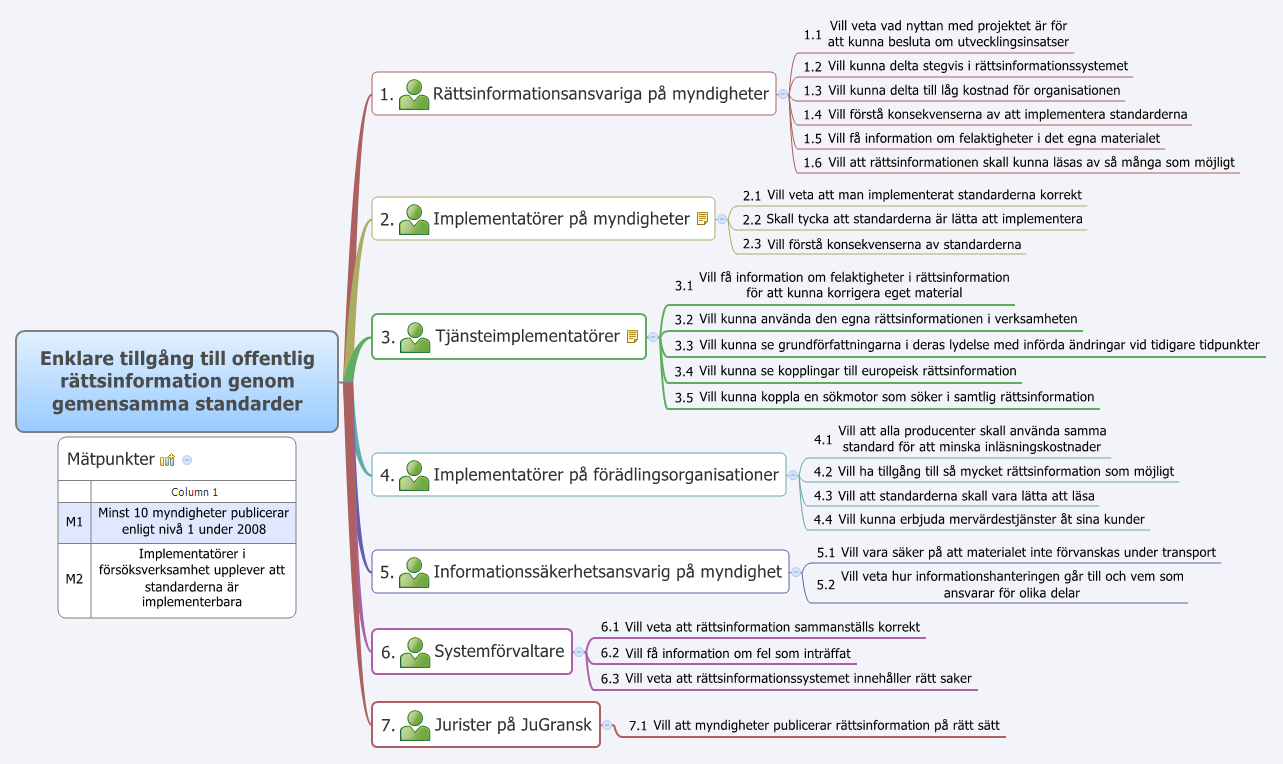 Enklare tillgång till offentlig
rättsinformation genom
gemensamma standarder
Mätpunkter
Column 1
M1 Minst 10 myndigheter publicerar
enligt nivå 1 under 2008
M2 Implementatörer i
försöksverksamhet upplever att
standarderna är
implementerbara
1. Rättsinformationsansvariga på myndigheter
1.1 Vill veta vad nyttan med projektet är för
att kunna besluta om utvecklingsinsatser
1.2 Vill kunna delta stegvis i rättsinformationssystemet
1.3 Vill kunna delta till låg kostnad för organisationen
1.4 Vill förstå konsekvenserna av att implementera standarderna
1.5 Vill få information om felaktigheter i det egna materialet
1.6 Vill att rättsinformationen skall kunna läsas av så många som möjligt
2. Implementatörer på myndigheter
2.1 Vill veta att man implementerat standarderna korrekt
2.2 Skall tycka att standarderna är lätta att implementera
2.3 Vill förstå konsekvenserna av standarderna
3. Tjänsteimplementatörer
3.1 Vill få information om felaktigheter i rättsinformation
för att kunna korrigera eget material
3.2 Vill kunna använda den egna rättsinformationen i verksamheten
3.3 Vill kunna se grundförfattningarna i deras lydelse med införda ändringar vid tidigare tidpunkter
3.4 Vill kunna se kopplingar till europeisk rättsinformation
3.5 Vill kunna koppla en sökmotor som söker i samtlig rättsinformation
4. Implementatörer på förädlingsorganisationer
4.1 Vill att alla producenter skall använda samma
standard för att minska inläsningskostnader
4.2 Vill ha tillgång till så mycket rättsinformation som möjligt
4.3 Vill att standarderna skall vara lätta att läsa
4.4 Vill kunna erbjuda mervärdestjänster åt sina kunder
5. Informationssäkerhetsansvarig på myndighet
5.1 Vill vara säker på att materialet inte förvanskas under transport
5.2 Vill veta hur informationshanteringen går till och vem som
ansvarar för olika delar
6. Systemförvaltare
6.1 Vill veta att rättsinformation sammanställs korrekt
6.2 Vill få information om fel som inträffat
6.3 Vill veta att rättsinformationssystemet innehåller rätt saker
7. Jurister på JuGransk
7.1 Vill att myndigheter publicerar rättsinformation på rätt sätt